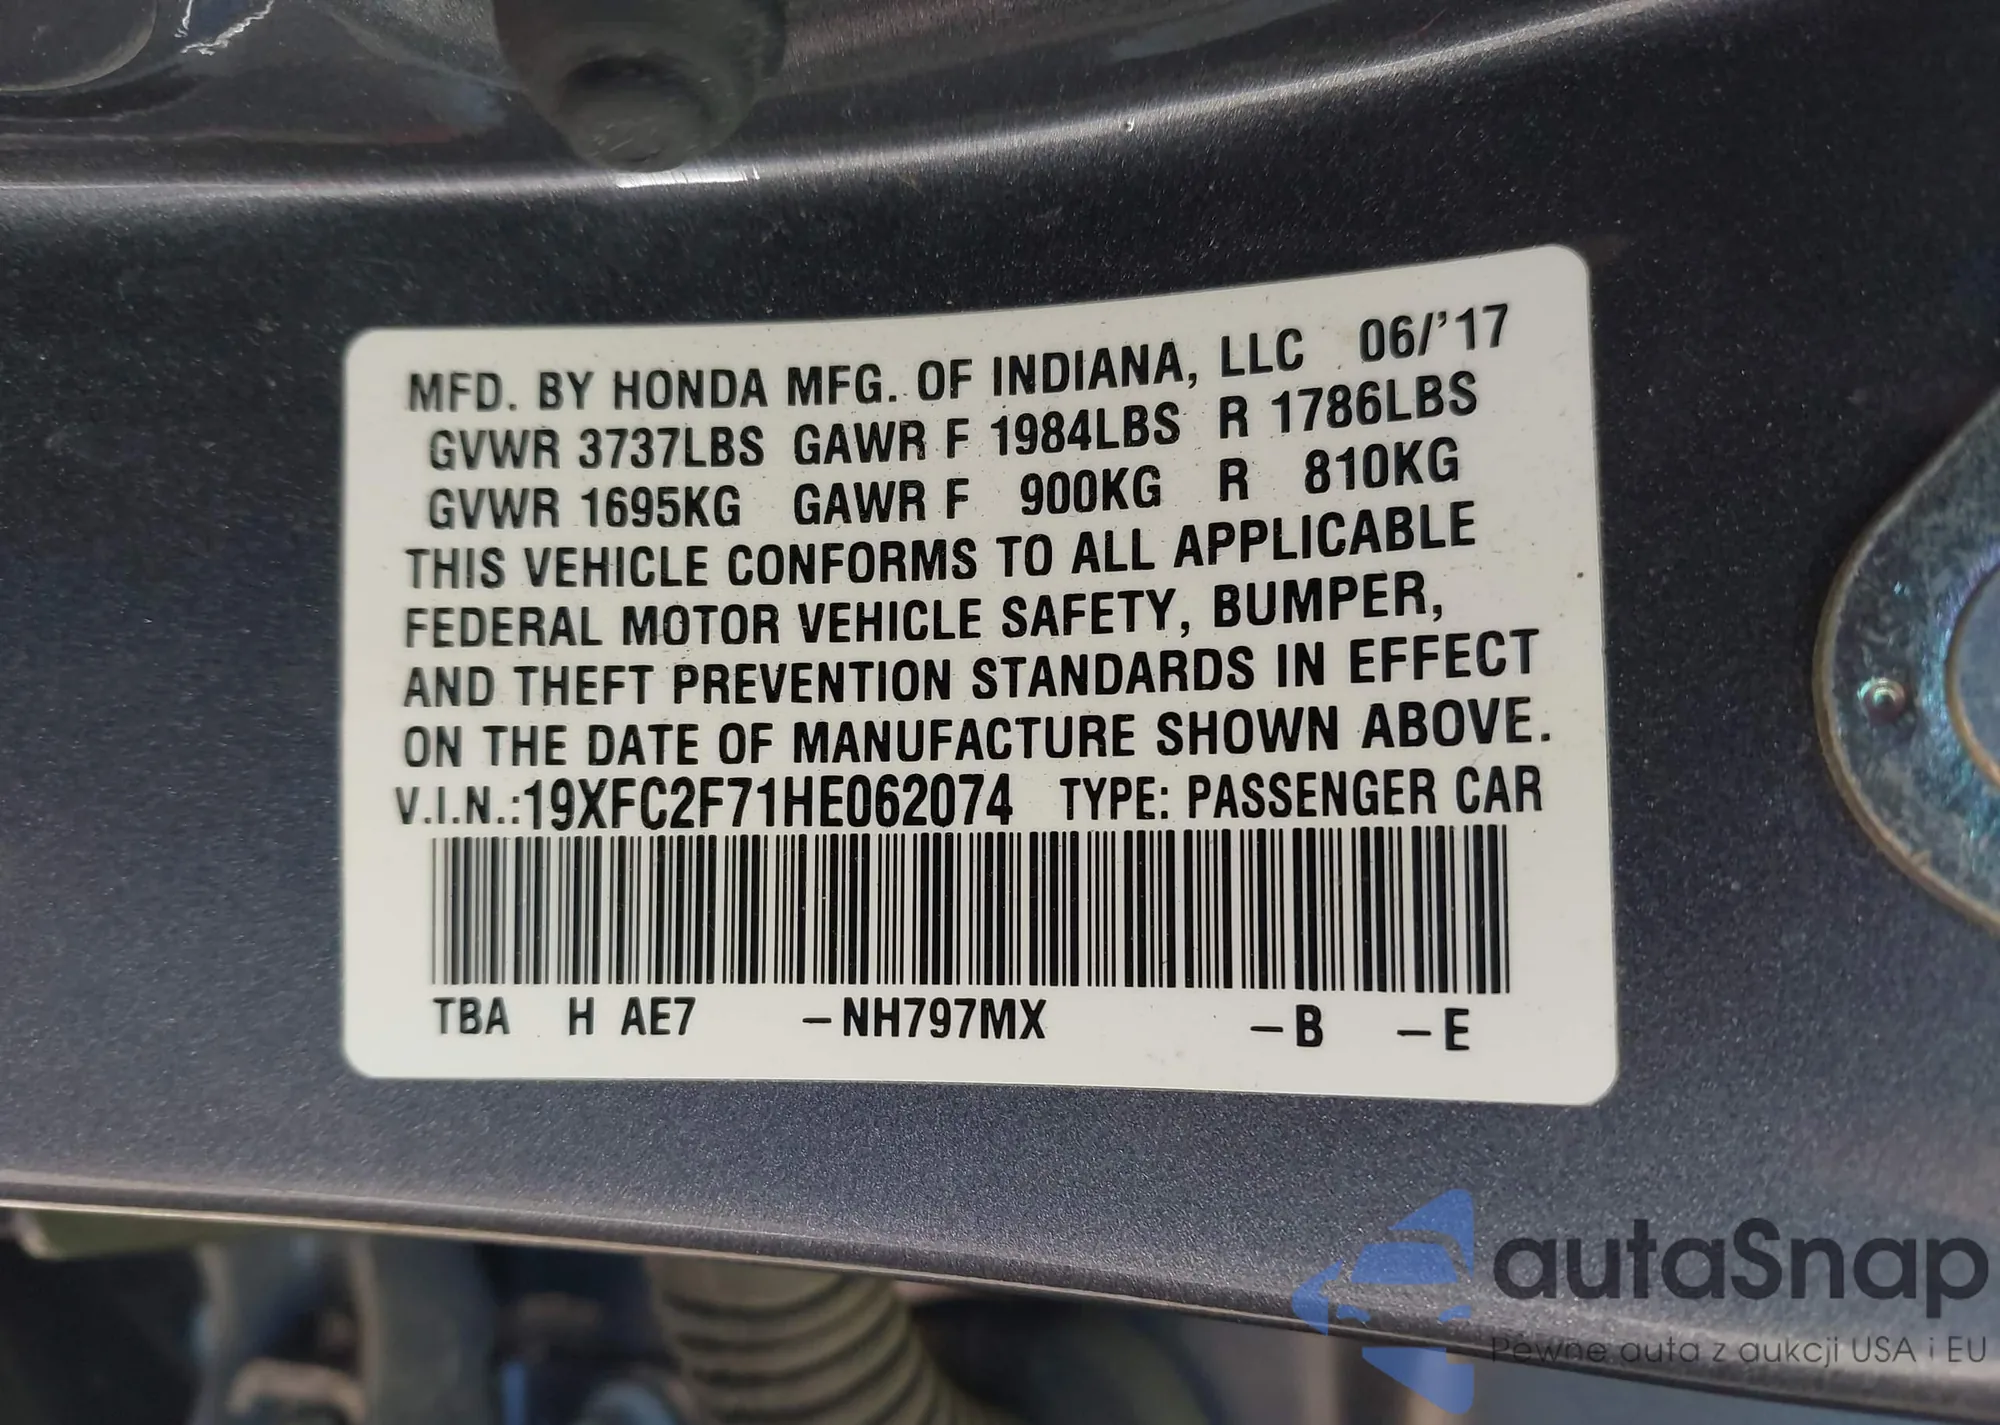 MFD. BY HONDA MFG. OF INDIANA, LLC 06/'17
GVWR 3737LBS GAWR F 1984LBS R 1786LBS
GVWR 1695KG GAWR F 900KG R 810KG
THIS VEHICLE CONFORMS TO ALL APPLICABLE
FEDERAL MOTOR VEHICLE SAFETY, BUMPER,
AND THEFT PREVENTION STANDARDS IN EFFECT
ON THE DATE OF MANUFACTURE SHOWN ABOVE.
V.I.N.:19XFC2F71HE062074 TYPE: PASSENGER CAR
TBA H AE7 –NH797MX –B –E
autaSnap
Pewne auta z aukcji USA i EU